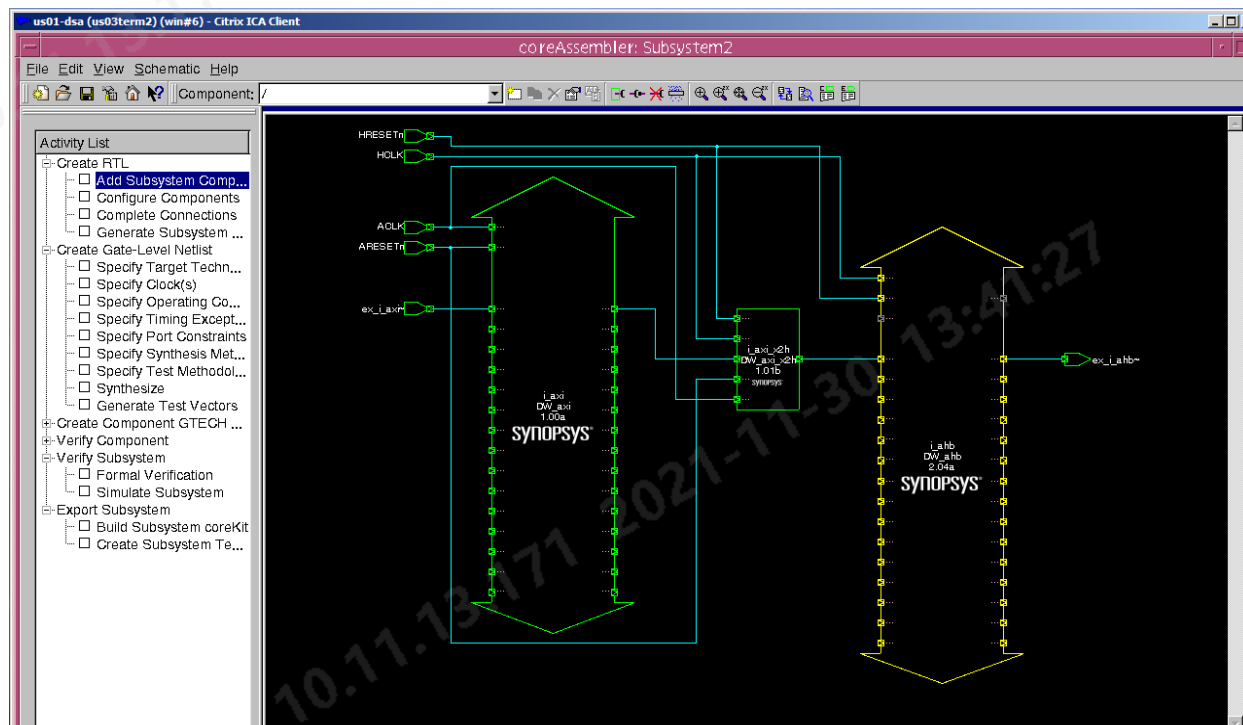 us01-dsa (us03term2) (win#6) - Citrix ICA Client
coreAssembler: Subsystem2
File Edit View Schematic Help
Component: /
Activity List
Create RTL
Add Subsystem Comp...
Configure Components
Complete Connections
Generate Subsystem ...
Create Gate-Level Netlist
Specify Target Techn...
Specify Clock(s)
Specify Operating Co...
Specify Timing Except...
Specify Port Constraints
Specify Synthesis Met...
Specify Test Methodol...
Synthesize
Generate Test Vectors
Create Component GTECH ...
Verify Component
Verify Subsystem
Formal Verification
Simulate Subsystem
Export Subsystem
Build Subsystem coreKit
Create Subsystem Te...
HRESETn
HCLK
ACLK
ARESETn
ex_i_axi~
i_axi
DW_axi
1.00a
SYNOPSYS
i_axi_x2h
DW_axi_x2h
1.01b
SYNOPSYS
i_ahb
DW_ahb
2.04a
SYNOPSYS
ex_i_ahb~
10.11.13.171 2021-11-30 13:41:27